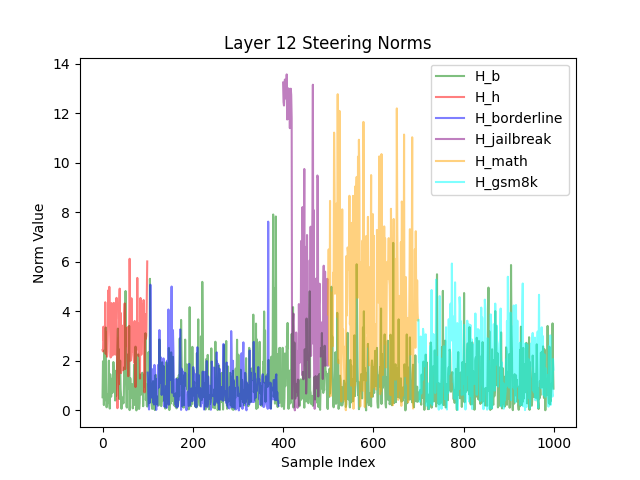 Layer 12 Steering Norms
14
12
10
8
6
4
2
0
Norm Value
H_b
H_h
H_borderline
H_jailbreak
H_math
H_gsm8k
0 200 400 600 800 1000
Sample Index